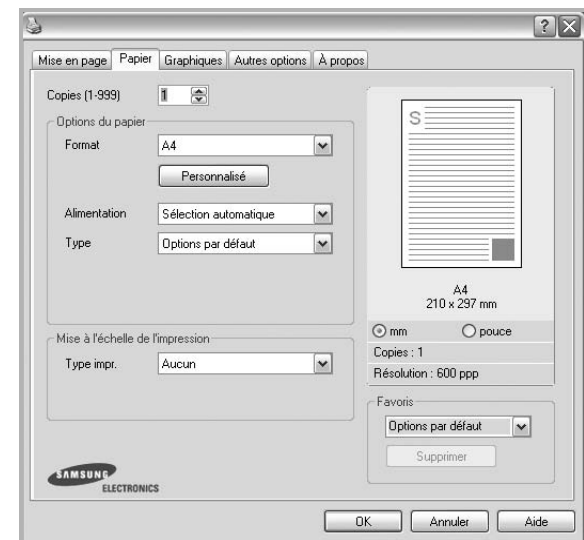 Mise en page Papier Graphiques Autres options À propos
Copies (1-999) 1
Options du papier
Format A4
Personnalisé
Alimentation Sélection automatique
Type Options par défaut
Mise à l'échelle de l'impression
Type impr. Aucun
SAMSUNG
ELECTRONICS
S
A4
210 x 297 mm
mm pouce
Copies : 1
Résolution : 600 ppp
Favoris
Options par défaut
Supprimer
OK Annuler Aide